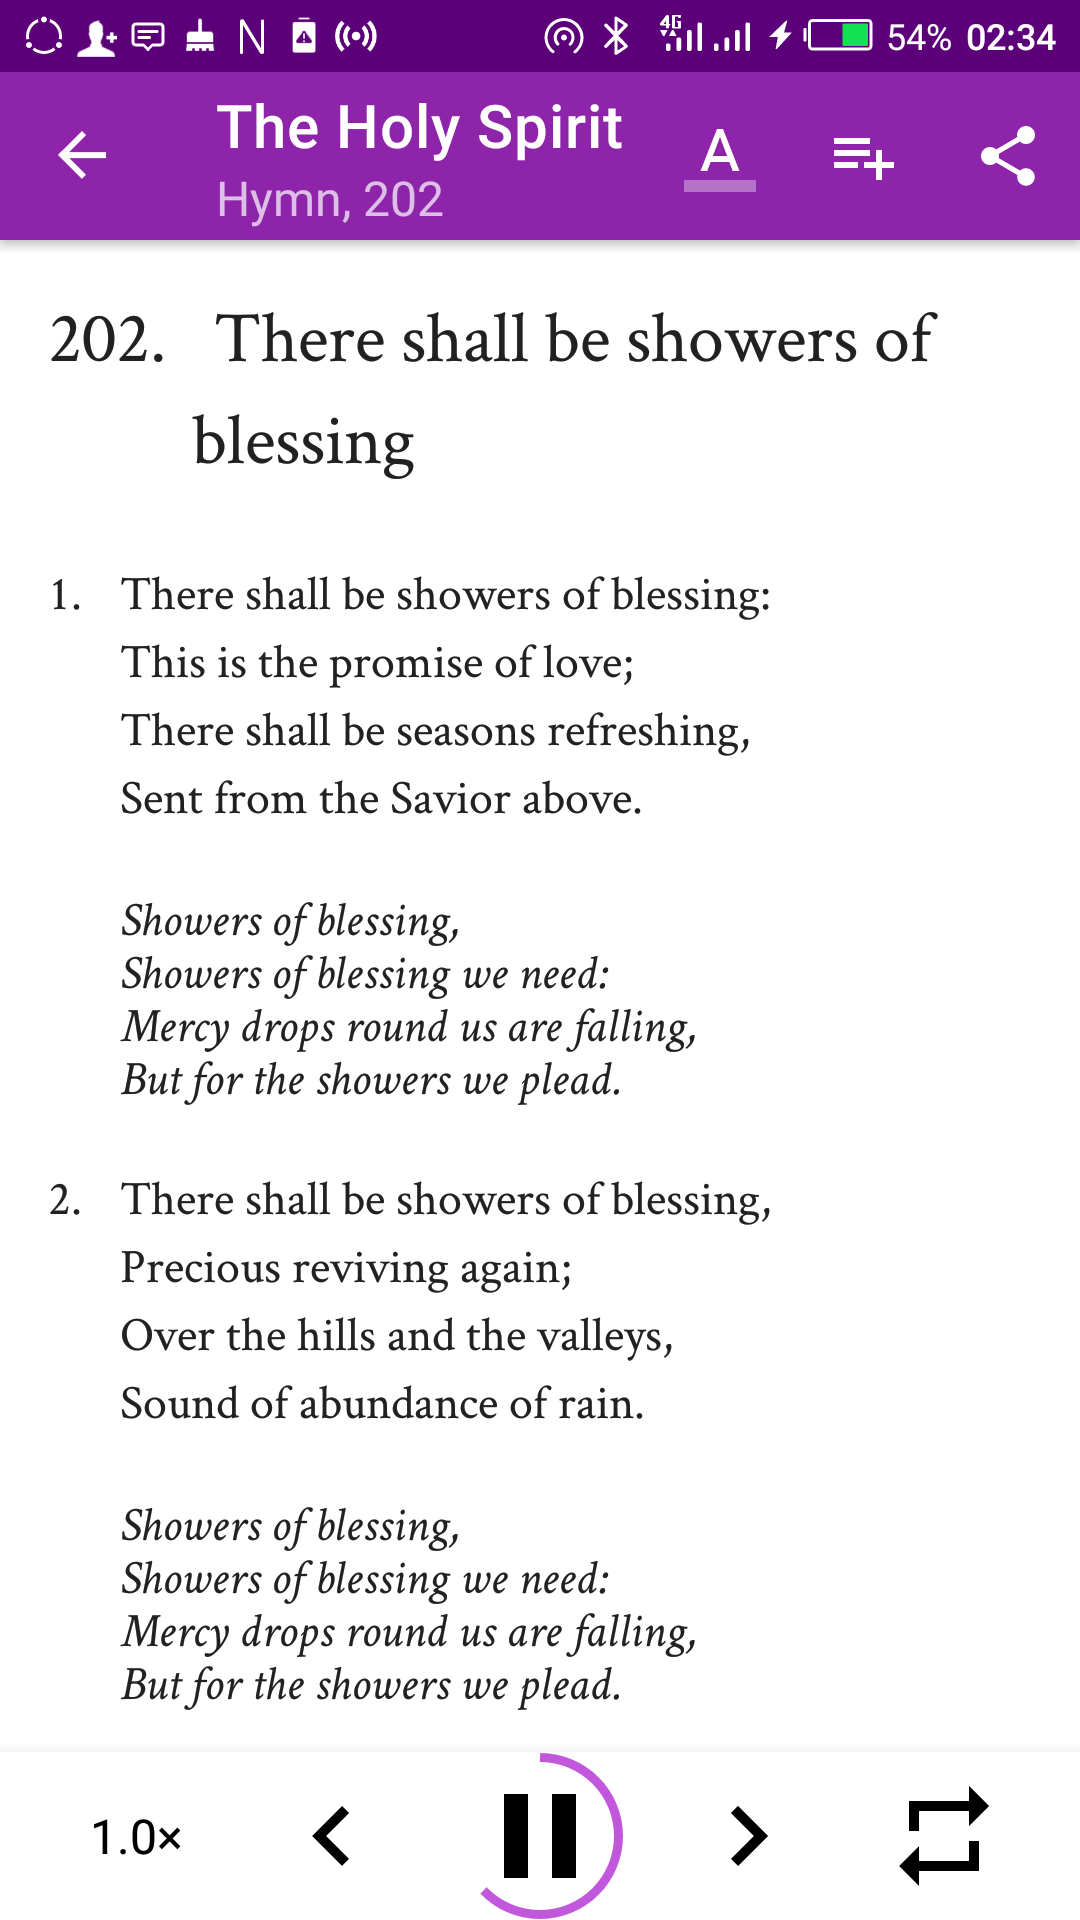 4G 54% 02:34
The Holy Spirit
Hymn, 202
A
202. There shall be showers of
blessing
1. There shall be showers of blessing:
This is the promise of love;
There shall be seasons refreshing,
Sent from the Savior above.
Showers of blessing,
Showers of blessing we need:
Mercy drops round us are falling,
But for the showers we plead.
2. There shall be showers of blessing,
Precious reviving again;
Over the hills and the valleys,
Sound of abundance of rain.
Showers of blessing,
Showers of blessing we need:
Mercy drops round us are falling,
But for the showers we plead.
1.0×